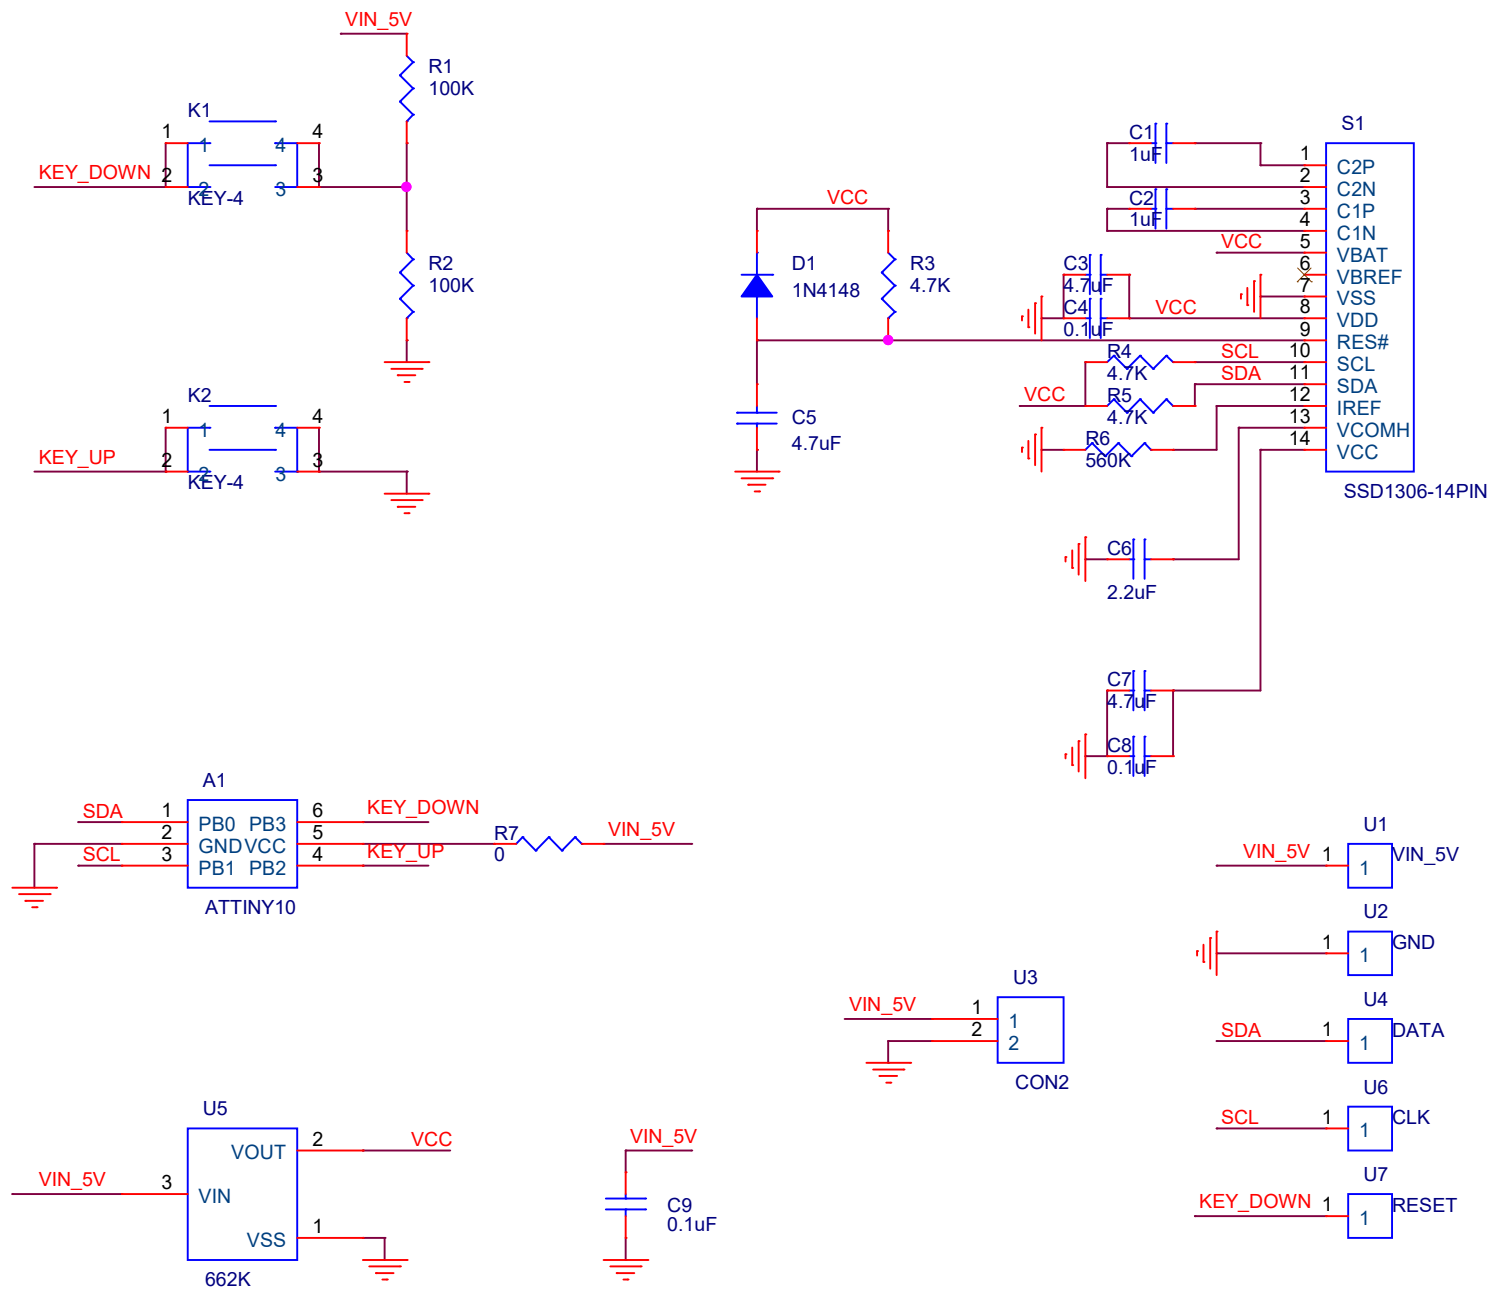 VIN_5V
R1
100K
K1
1
1
4
4
KEY_DOWN
2
2
3
3
KEY-4
R2
100K
K2
1
1
4
4
KEY_UP
2
2
3
3
KEY-4
VCC
D1
1N4148
R3
4.7K
C5
4.7uF
S1
C1
1uF
1
C2P
2
C2N
C2
1uF
3
C1P
4
C1N
VCC
5
VBAT
6
VBREF
7
VSS
C3
4.7uF
C4
0.1uF
VCC
8
VDD
9
RES#
R4
4.7K
SCL
10
SCL
SDA
11
SDA
VCC
R5
4.7K
12
IREF
13
VCOMH
R6
560K
14
VCC
SSD1306-14PIN
C6
2.2uF
C7
4.7uF
C8
0.1uF
A1
SDA
1
PB0
PB3
6
KEY_DOWN
2
GND
VCC
5
R7
0
VIN_5V
SCL
3
PB1
PB2
4
KEY_UP
ATTINY10
U1
VIN_5V
1
1
VIN_5V
U2
1
1
GND
U3
VIN_5V
1
1
2
2
CON2
U4
SDA
1
1
DATA
U6
SCL
1
1
CLK
U7
KEY_DOWN
1
1
RESET
U5
VOUT
2
VCC
VIN_5V
3
VIN
VSS
1
662K
VIN_5V
C9
0.1uF